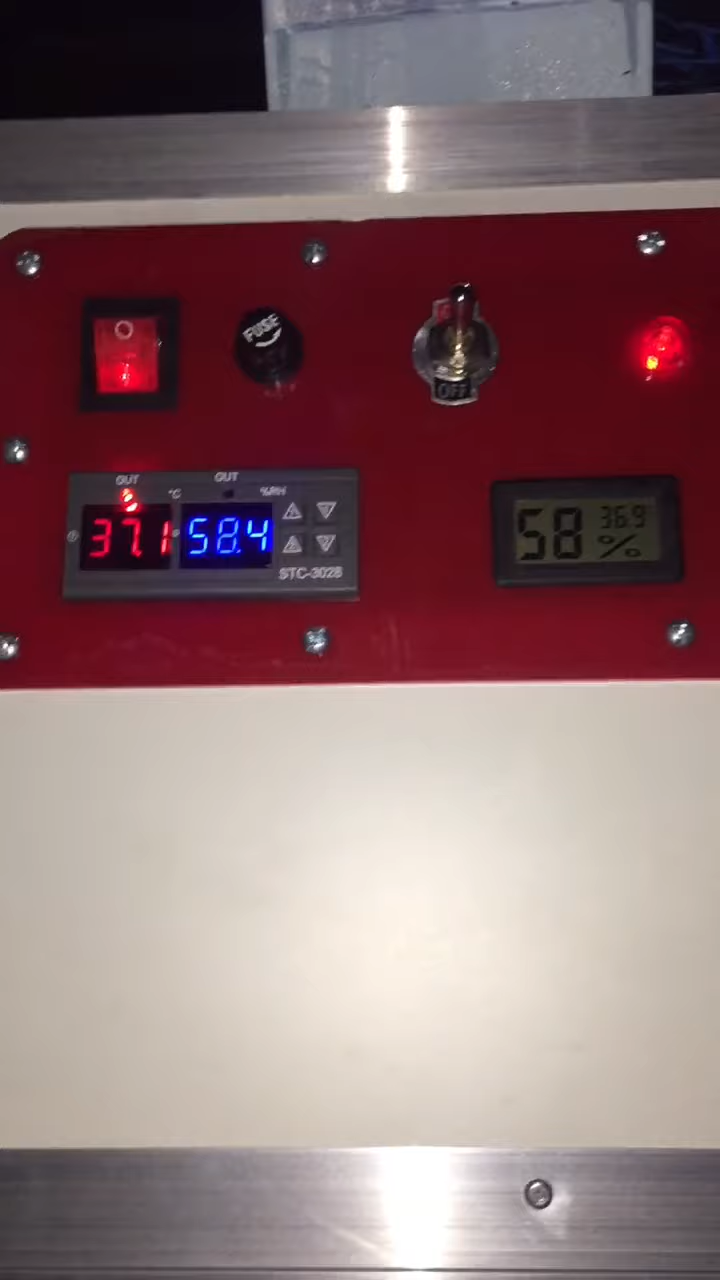 FUSE
OFF
OUT OUT
°C %RH
37.1 58.4
STC-3028
58 36.9
%